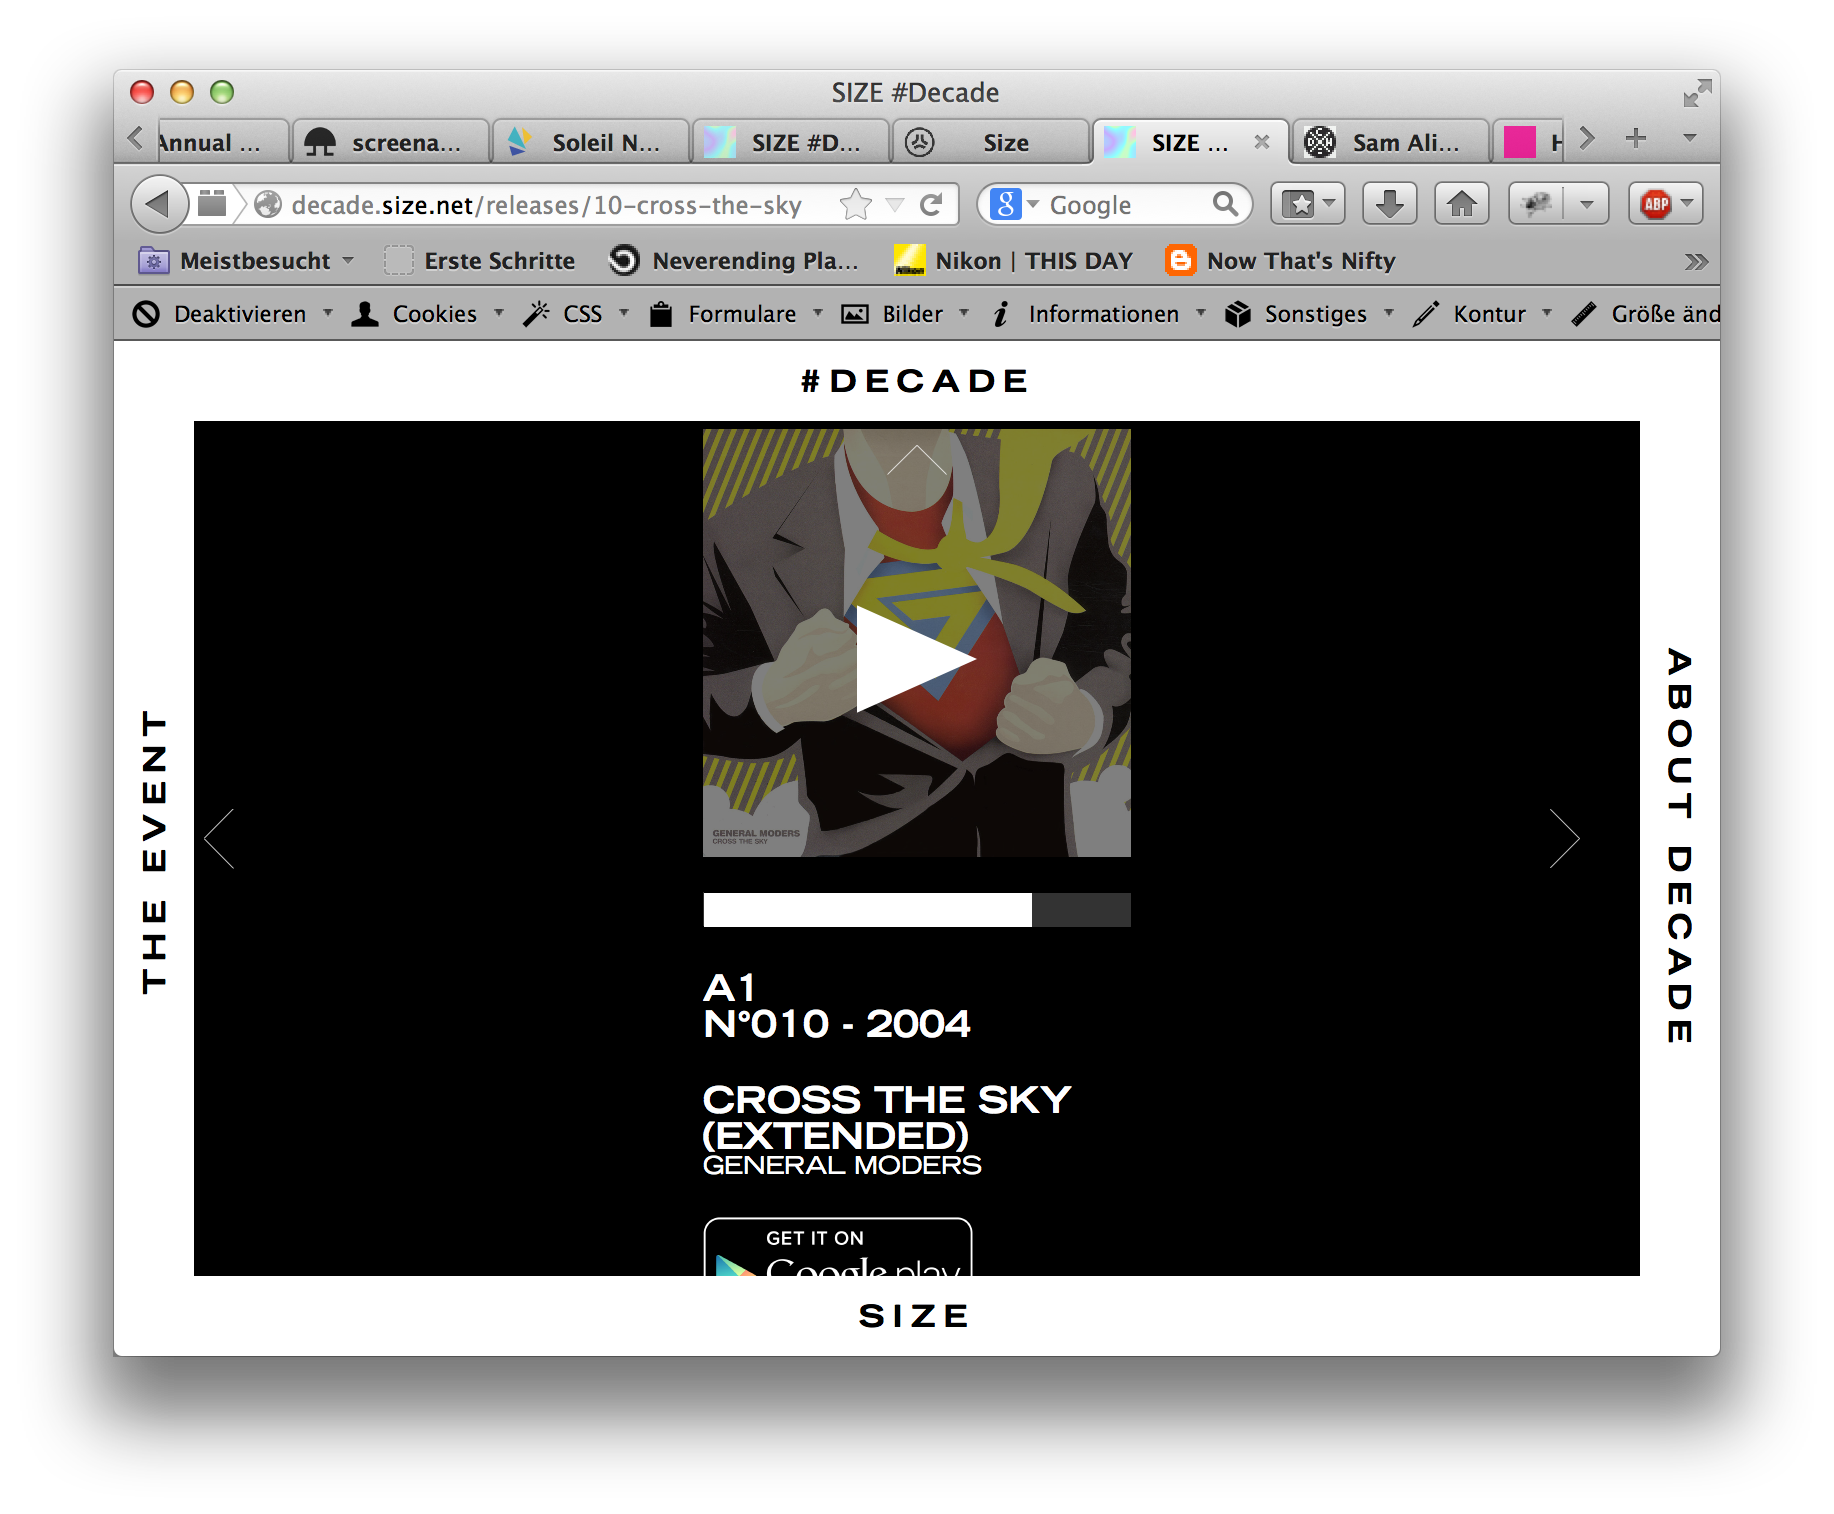 SIZE #Decade
Annual ...
screena...
Soleil N...
SIZE #D...
Size
SIZE ...
Sam Ali...
H
decade.size.net/releases/10-cross-the-sky
Google
ABP
Meistbesucht
Erste Schritte
Neverending Pla...
Nikon | THIS DAY
Now That's Nifty
Deaktivieren
Cookies
CSS
Formulare
Bilder
Informationen
Sonstiges
Kontur
Größe änd
#DECADE
THE EVENT
GENERAL MODERS
CROSS THE SKY
A1
N°010 - 2004
CROSS THE SKY
(EXTENDED)
GENERAL MODERS
GET IT ON
Google play
ABOUT DECADE
SIZE